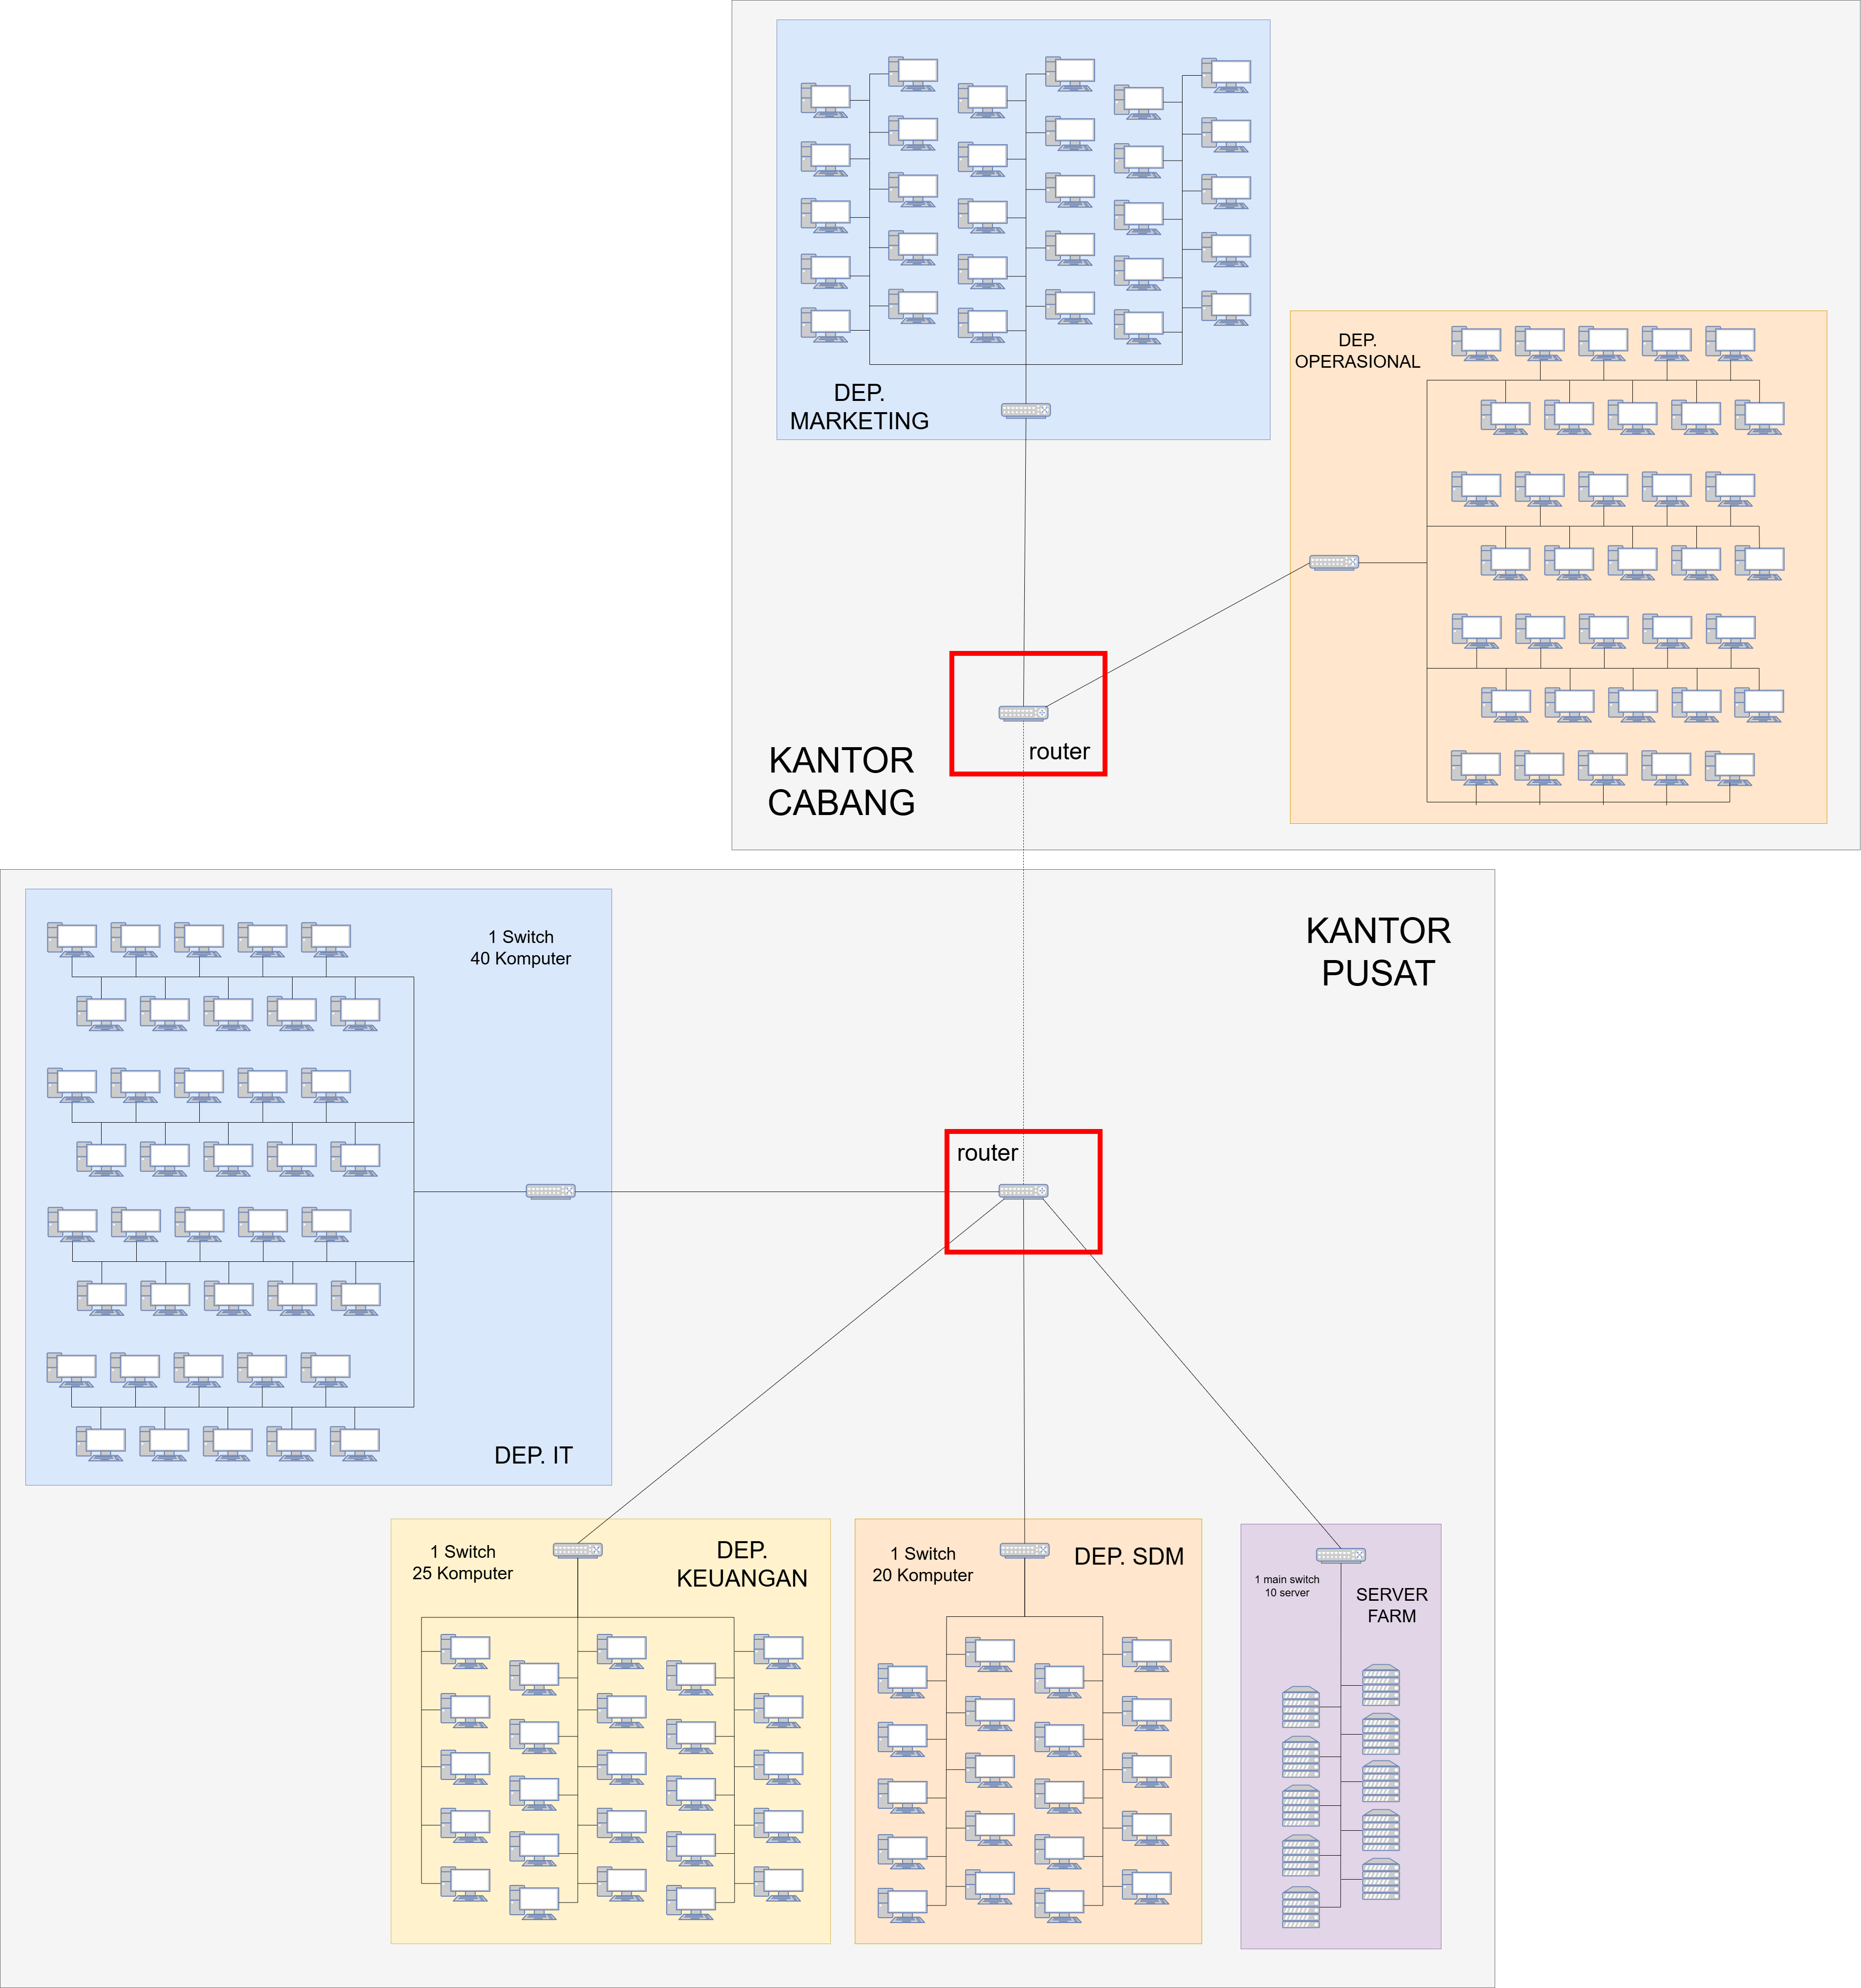 DEP.
MARKETING
DEP.
OPERASIONAL
router
KANTOR
CABANG
1 Switch
40 Komputer
KANTOR
PUSAT
router
DEP. IT
1 Switch
25 Komputer
DEP.
KEUANGAN
1 Switch
20 Komputer
DEP. SDM
1 main switch
10 server
SERVER
FARM